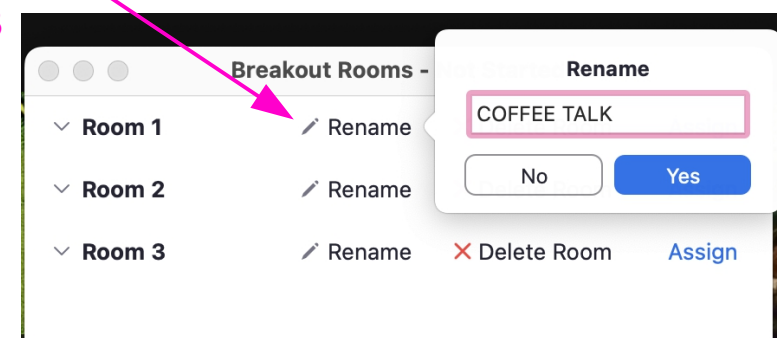 Breakout Rooms -
Rename
COFFEE TALK
No Yes
Room 1 Rename
Room 2 Rename
Room 3 Rename Delete Room Assign